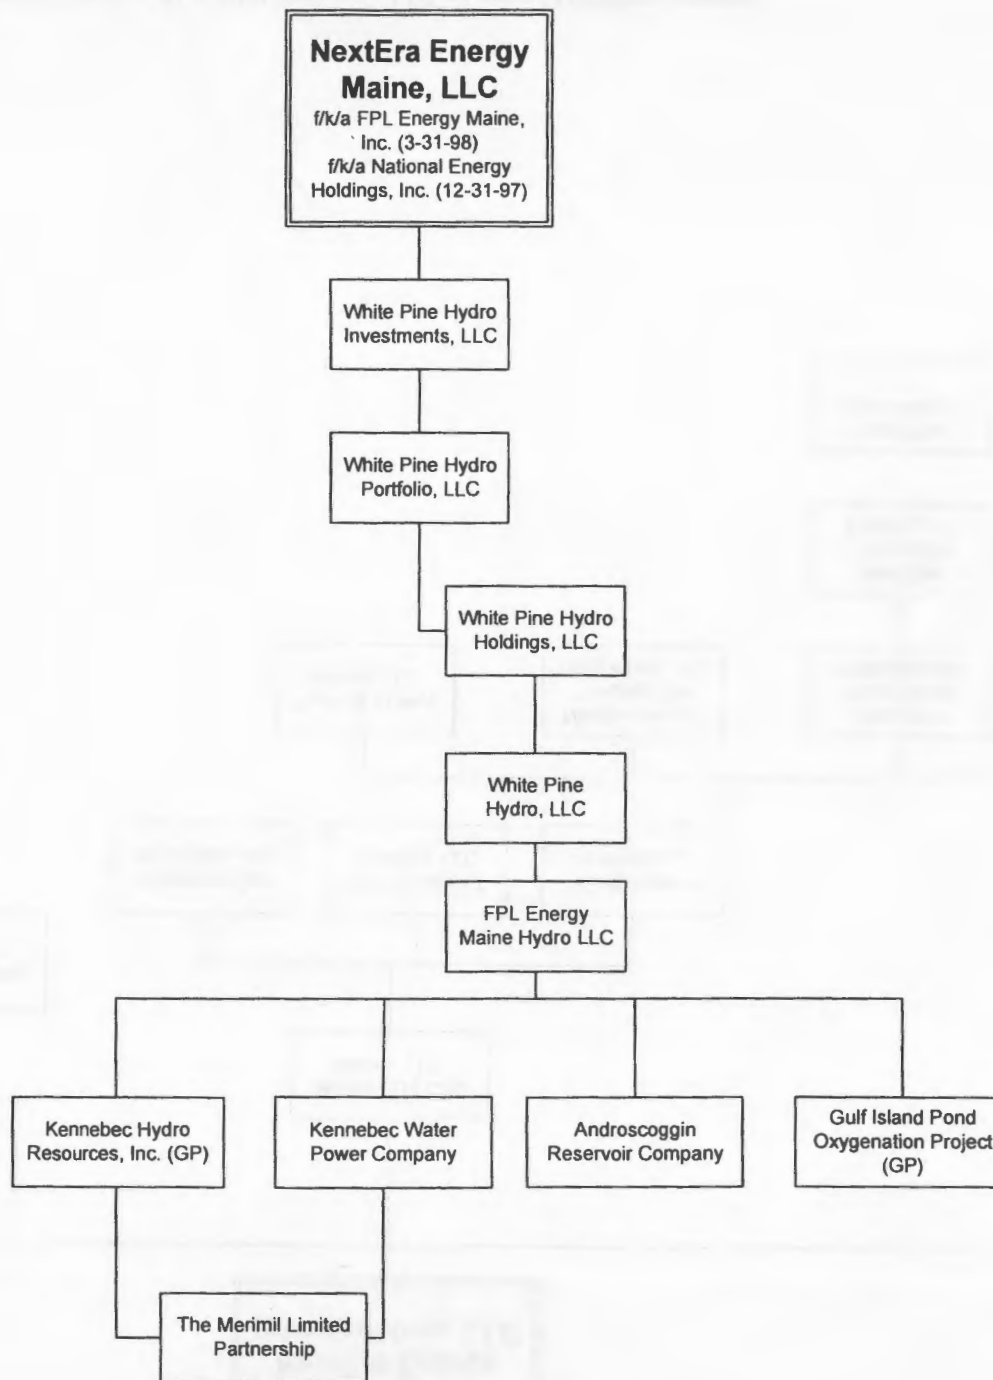 NextEra Energy
Maine, LLC
f/k/a FPL Energy Maine,
Inc. (3-31-98)
f/k/a National Energy
Holdings, Inc. (12-31-97)
White Pine Hydro
Investments, LLC
White Pine Hydro
Portfolio, LLC
White Pine Hydro
Holdings, LLC
White Pine
Hydro, LLC
FPL Energy
Maine Hydro LLC
Kennebec Hydro
Resources, Inc. (GP)
Kennebec Water
Power Company
Androscoggin
Reservoir Company
Gulf Island Pond
Oxygenation Project
(GP)
The Merimil Limited
Partnership